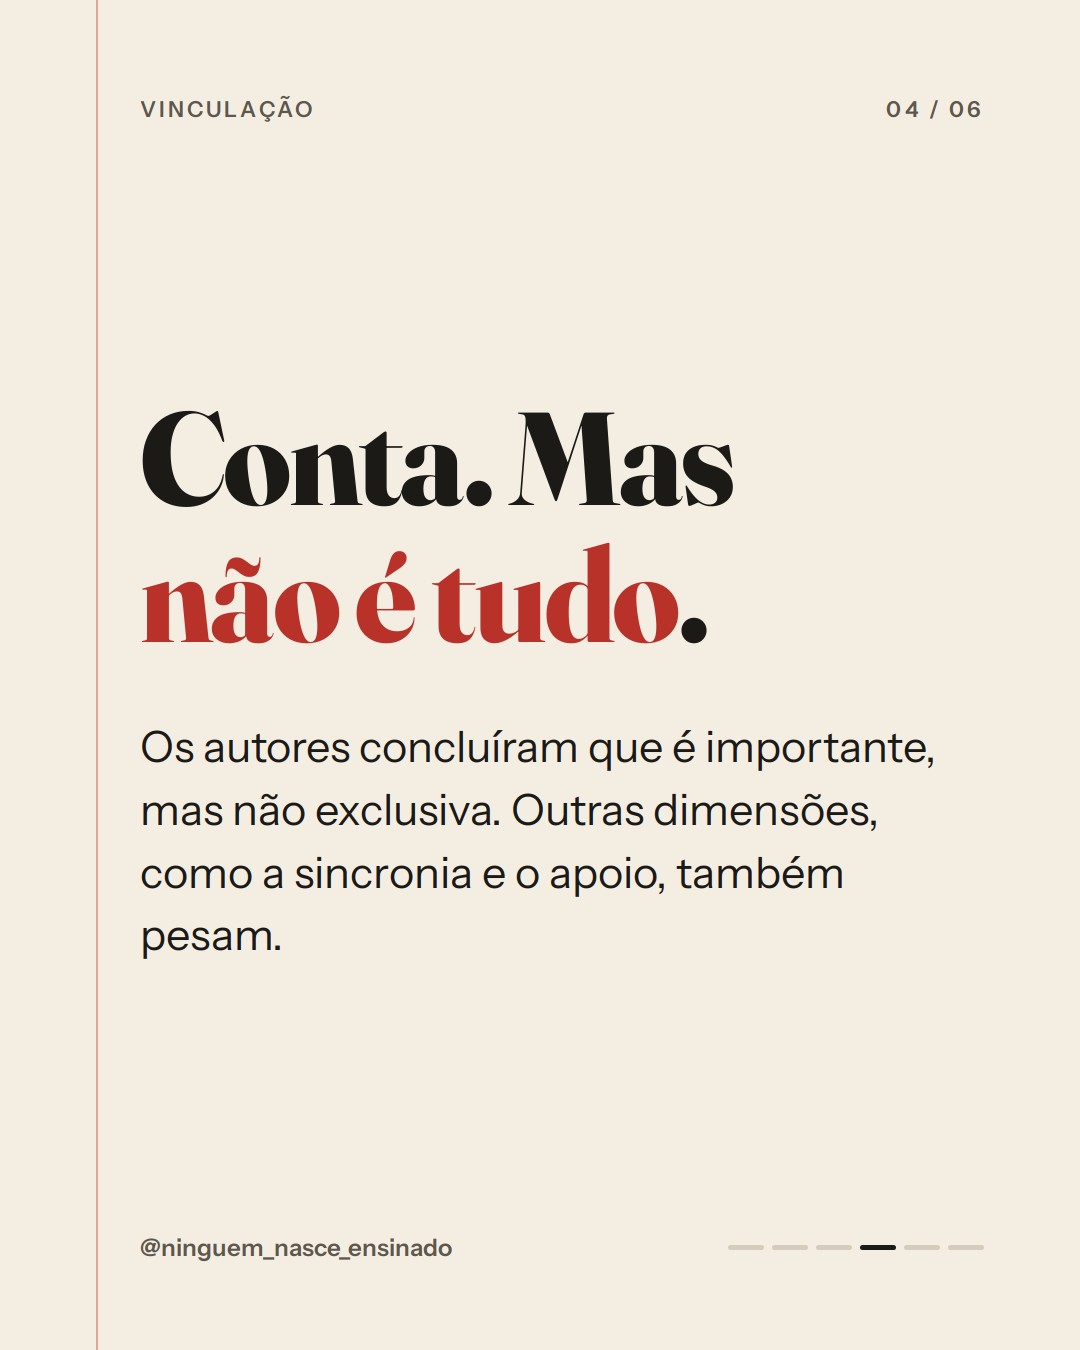 VINCULAÇÃO
04 / 06
Conta. Mas
não é tudo.
Os autores concluíram que é importante,
mas não exclusiva. Outras dimensões,
como a sincronia e o apoio, também
pesam.
@ninguem_nasce_ensinado